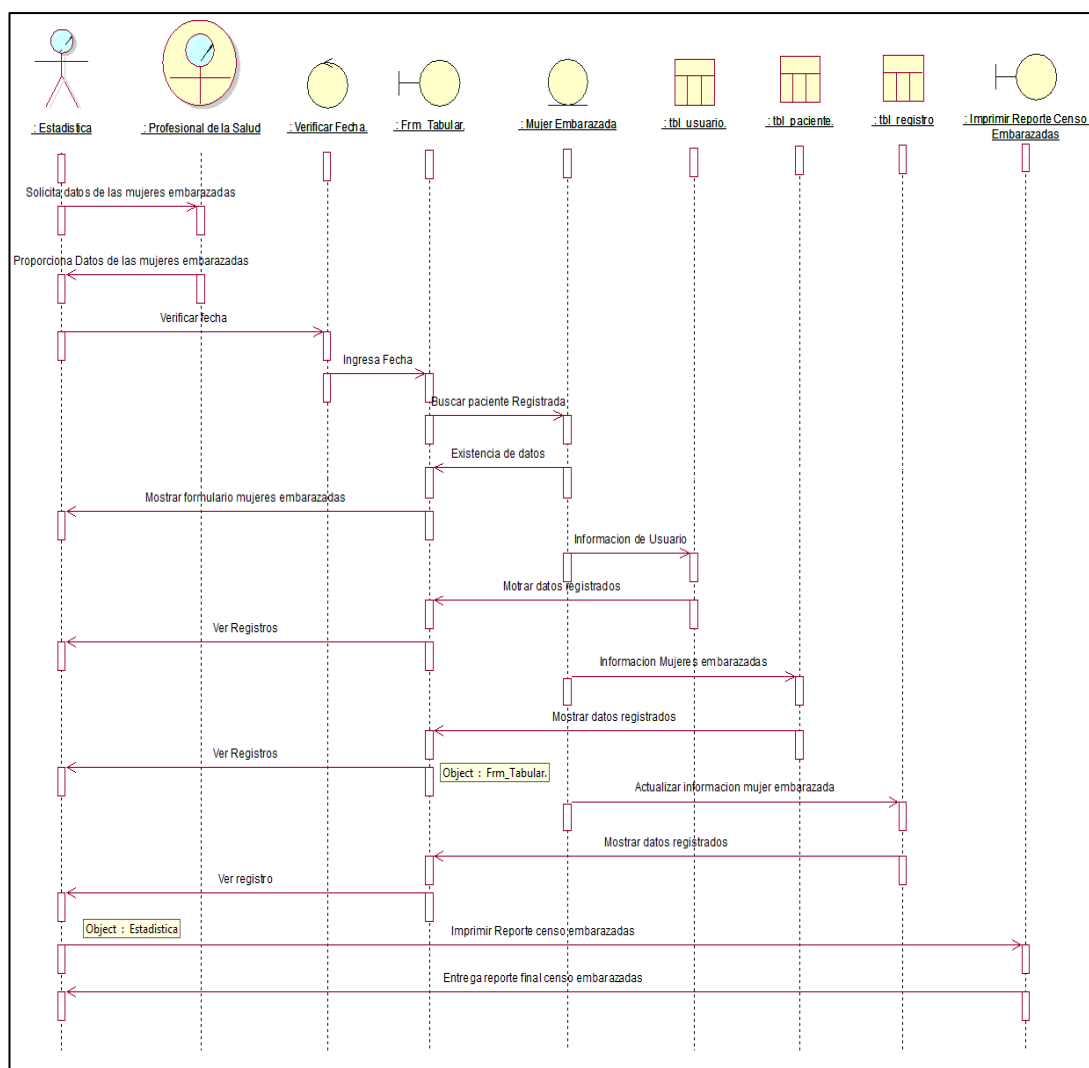 : Estadistica
: Profesional de la Salud
: Verificar Fecha.
: Frm_Tabular.
: Mujer Embarazada
: tbl_usuario.
: tbl_paciente.
: tbl_registro
: Imprimir Reporte Censo
Embarazadas
Solicita datos de las mujeres embarazadas
Proporciona Datos de las mujeres embarazadas
Verificar fecha
Ingresa Fecha
Buscar paciente Registrada
Existencia de datos
Mostrar formulario mujeres embarazadas
Informacion de Usuario
Motrar datos registrados
Ver Registros
Informacion Mujeres embarazadas
Mostrar datos registrados
Ver Registros
Object : Frm_Tabular.
Actualizar informacion mujer embarazada
Mostrar datos registrados
Ver registro
Object : Estadistica
Imprimir Reporte censo embarazadas
Entrega reporte final censo embarazadas